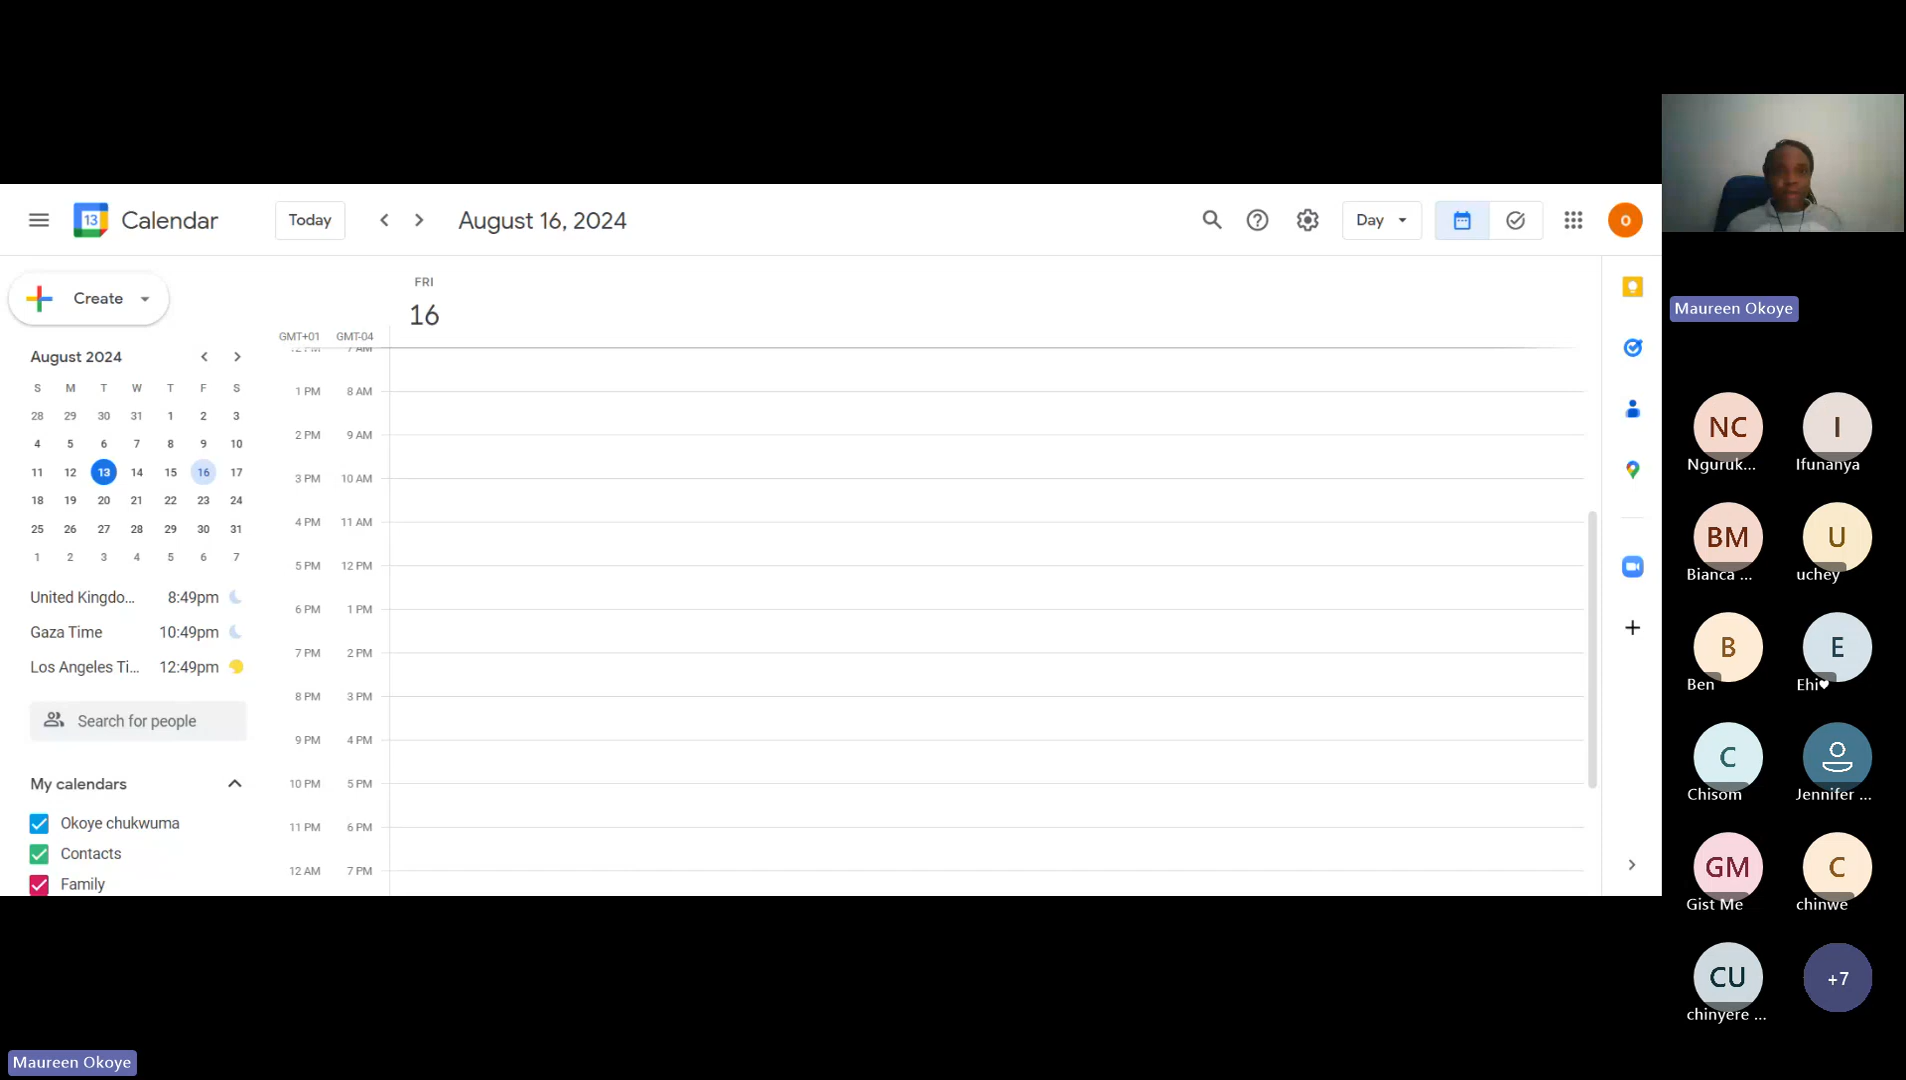 13 Calendar Today August 16, 2024 Day O
Create
FRI
16
GMT+01 GMT-04
August 2024
S M T W T F S
28 29 30 31 1 2 3
4 5 6 7 8 9 10
11 12 13 14 15 16 17
18 19 20 21 22 23 24
25 26 27 28 29 30 31
1 2 3 4 5 6 7
United Kingdo... 8:49pm
Gaza Time 10:49pm
Los Angeles Ti... 12:49pm
Search for people
My calendars
Okoye chukwuma
Contacts
Family
12 PM 7 AM
1 PM 8 AM
2 PM 9 AM
3 PM 10 AM
4 PM 11 AM
5 PM 12 PM
6 PM 1 PM
7 PM 2 PM
8 PM 3 PM
9 PM 4 PM
10 PM 5 PM
11 PM 6 PM
12 AM 7 PM
Maureen Okoye
NC I
Nguruk... Ifunanya
BM U
Bianca ... uchey
B E
Ben Ehi♥
C
Chisom Jennifer ...
GM C
Gist Me chinwe
CU +7
chinyere ...
Maureen Okoye